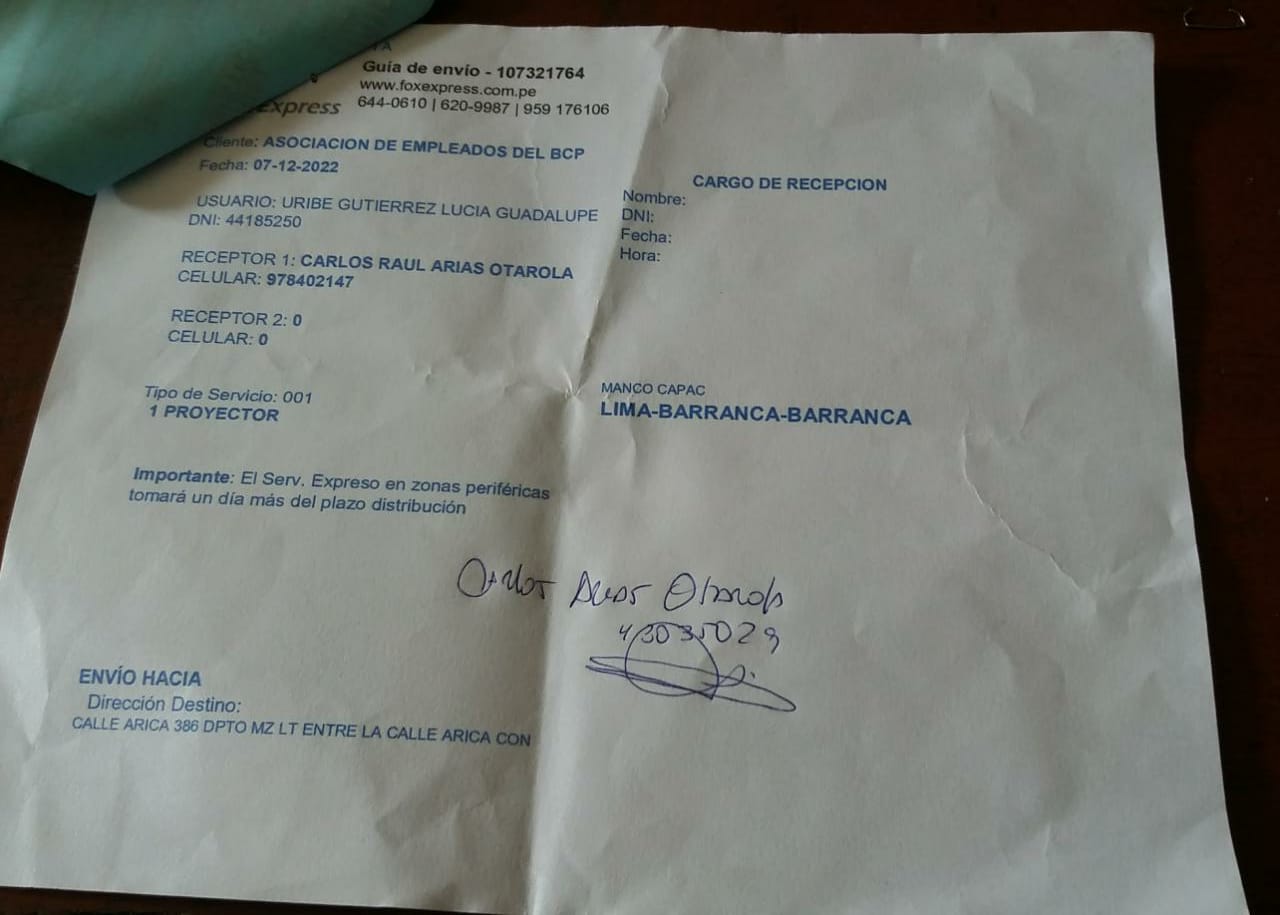 Guía de envío - 107321764
www.foxexpress.com.pe
Express 644-0610 | 620-9987 | 959 176106
Cliente: ASOCIACION DE EMPLEADOS DEL BCP
Fecha: 07-12-2022
USUARIO: URIBE GUTIERREZ LUCIA GUADALUPE
DNI: 44185250
RECEPTOR 1: CARLOS RAUL ARIAS OTAROLA
CELULAR: 978402147
RECEPTOR 2: 0
CELULAR: 0
Tipo de Servicio: 001
1 PROYECTOR
Importante: El Serv. Expreso en zonas periféricas
tomará un día más del plazo distribución
CARGO DE RECEPCION
Nombre:
DNI:
Fecha:
Hora:
MANCO CAPAC
LIMA-BARRANCA-BARRANCA
Carlos Arias Otarola
43035029
ENVÍO HACIA
Dirección Destino:
CALLE ARICA 386 DPTO MZ LT ENTRE LA CALLE ARICA CON